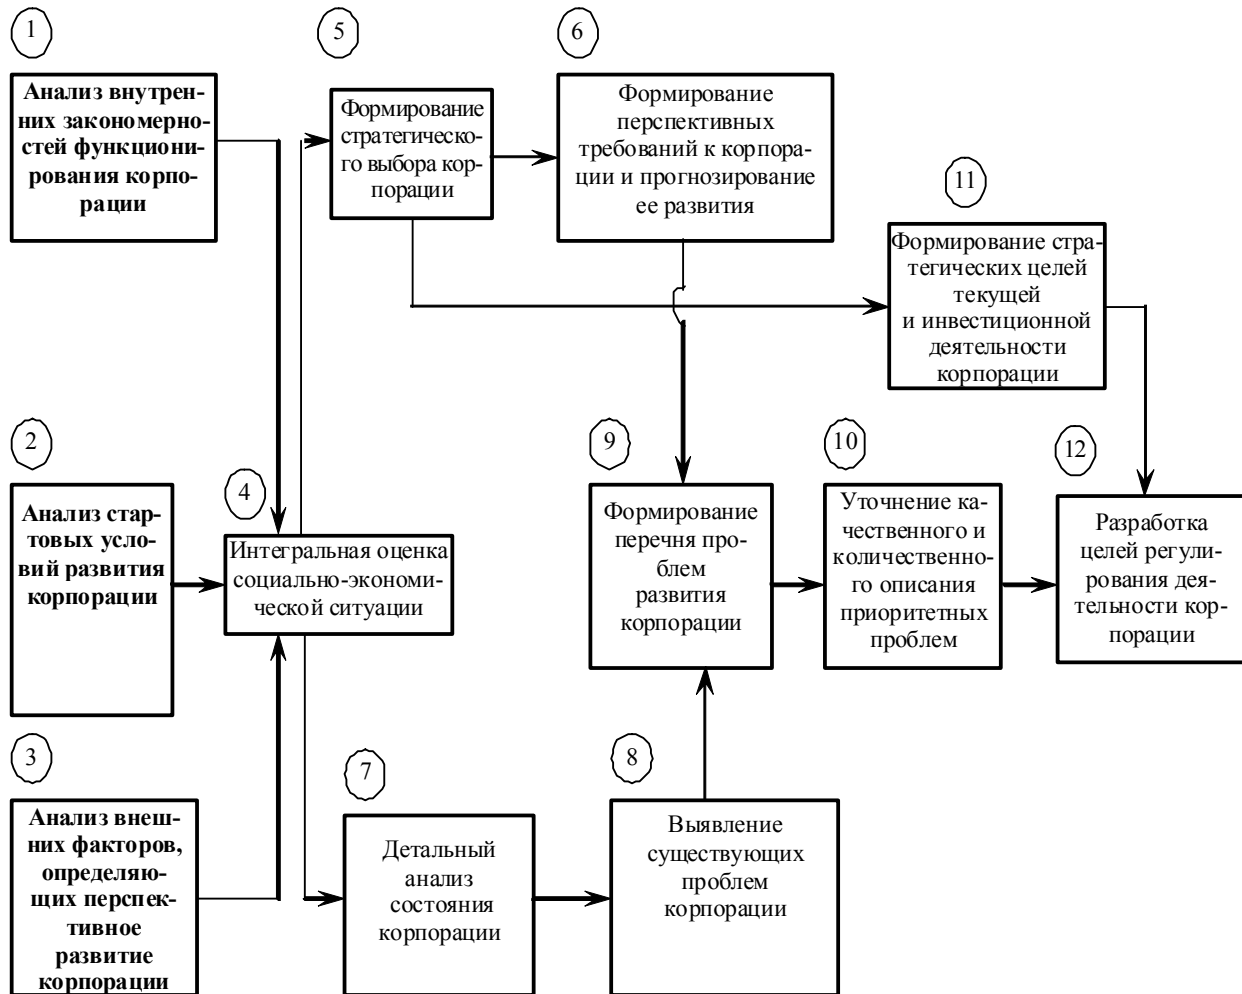 1
Анализ внутрен-
них закономерно-
стей функциони-
рования корпо-
рации
2
Анализ стар-
товых усло-
вий развития
корпорации
3
Анализ внеш-
них факторов,
определяю-
щих перспек-
тивное
развитие
корпорации
4
Интегральная оценка
социально-экономи-
ческой ситуации
5
Формирование
стратегическо-
го выбора кор-
порации
6
Формирование
перспективных
требований к корпора-
ции и прогнозирование
ее развития
7
Детальный
анализ
состояния
корпорации
8
Выявление
существующих
проблем
корпорации
9
Формирование
перечня про-
блем
развития
корпорации
10
Уточнение ка-
чественного и
количественно-
го описания
приоритетных
проблем
11
Формирование стра-
тегических целей
текущей
и инвестиционной
деятельности
корпорации
12
Разработка
целей регули-
рования дея-
тельности кор-
порации